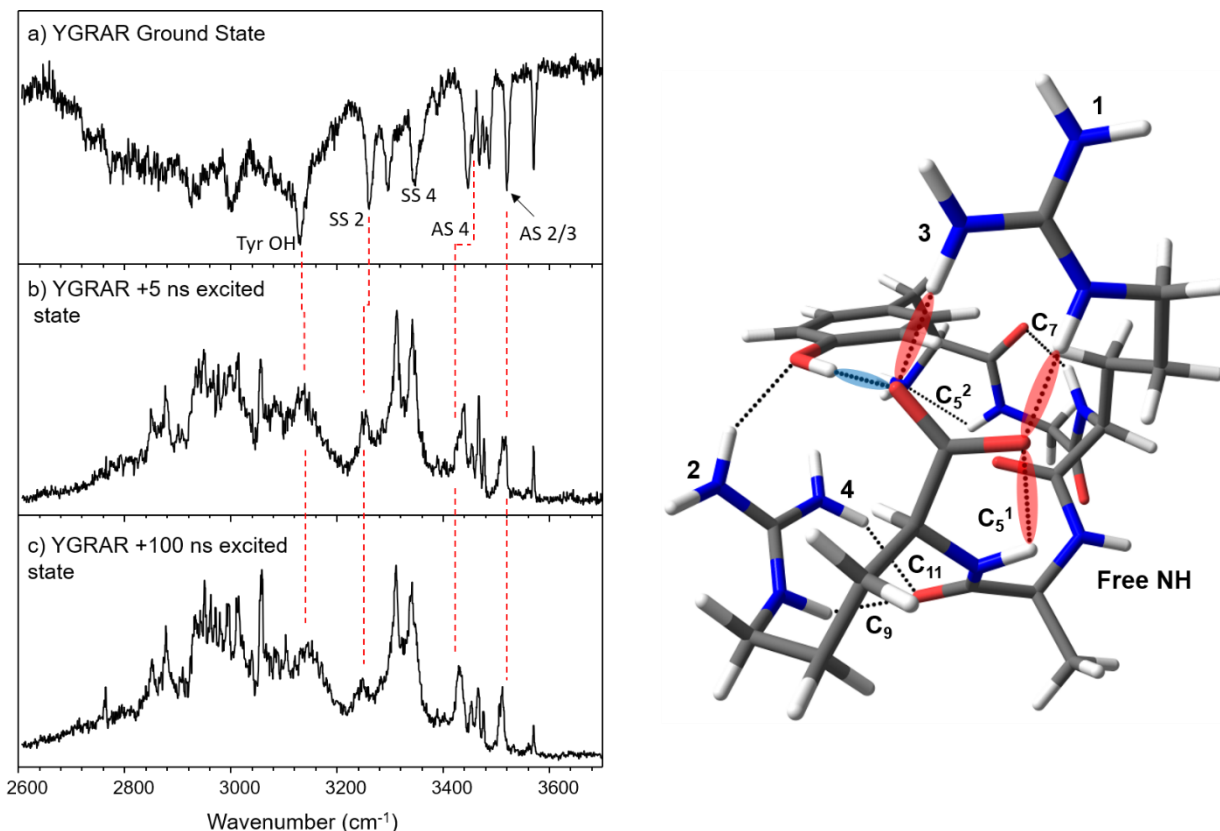 a) YGRAR Ground State
Tyr OH
SS 2
SS 4
AS 4
AS 2/3
b) YGRAR +5 ns excited
state
c) YGRAR +100 ns excited
state
2600 2800 3000 3200 3400 3600
Wavenumber (cm⁻¹)
1
3
C₇
C₅²
2
4
C₅¹
C₁₁
Free NH
C₉